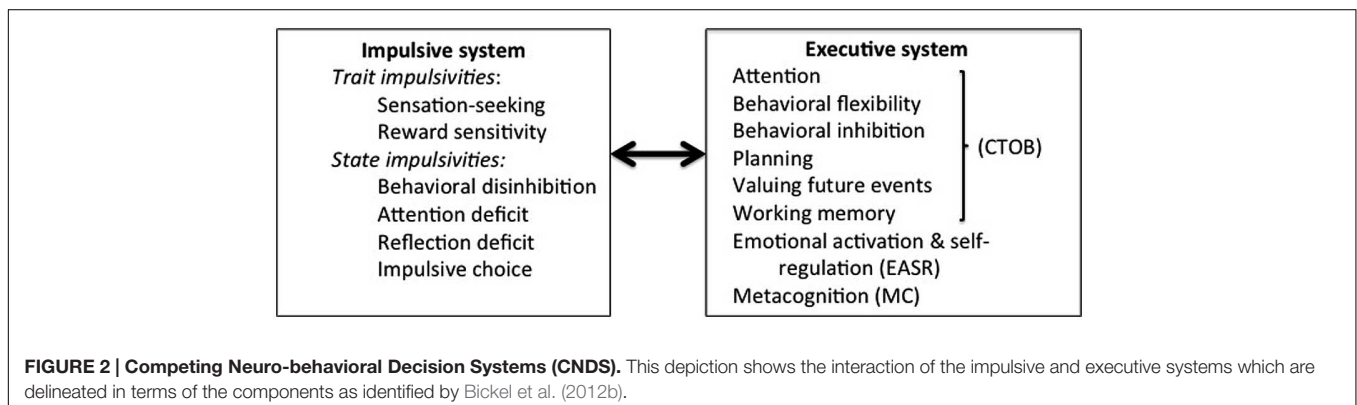 Impulsive system
Trait impulsivities:
Sensation-seeking
Reward sensitivity
State impulsivities:
Behavioral disinhibition
Attention deficit
Reflection deficit
Impulsive choice
Executive system
Attention
Behavioral flexibility
Behavioral inhibition
Planning
Valuing future events
Working memory
(CTOB)
Emotional activation & self-
regulation (EASR)
Metacognition (MC)
FIGURE 2 | Competing Neuro-behavioral Decision Systems (CNDS). This depiction shows the interaction of the impulsive and executive systems which are
delineated in terms of the components as identified by Bickel et al. (2012b).